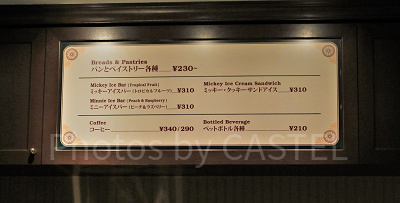 Breads & Pastries
パンとペイストリー各種 ¥230~
Mickey Ice Bar (Tropical Fruit)
ミッキーアイスバー(トロピカルフルーツ) ¥310
Mickey Ice Cream Sandwich
ミッキー・クッキーサンドアイス ¥310
Minnie Ice Bar (Peach & Raspberry)
ミニーアイスバー(ピーチ&ラズベリー) ¥310
Coffee
コーヒー ¥340/290
Bottled Beverage
ペットボトル各種 ¥210
Photos by CASTEL